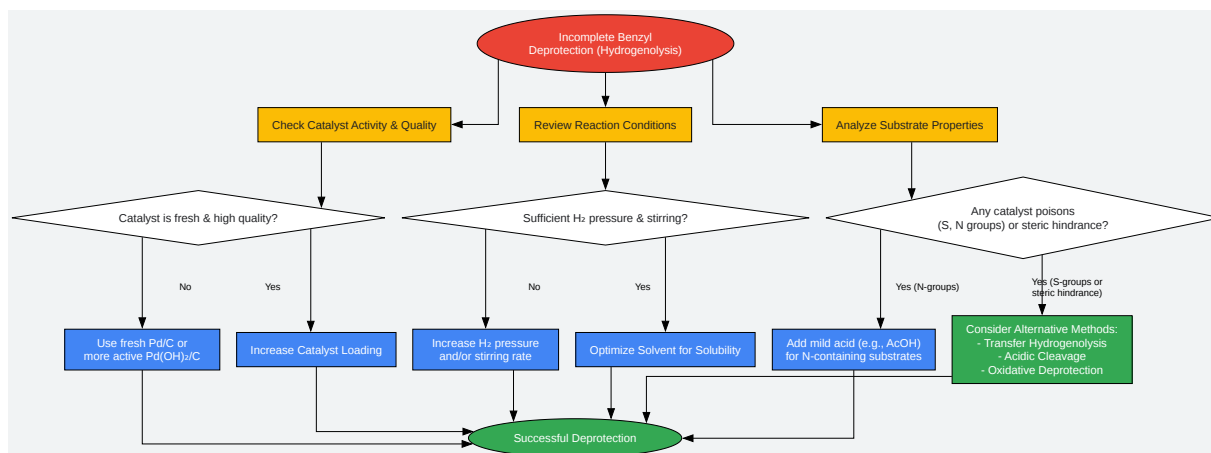 Incomplete Benzyl
Deprotection (Hydrogenolysis)
Check Catalyst Activity & Quality
Review Reaction Conditions
Analyze Substrate Properties
Catalyst is fresh & high quality?
Sufficient H₂ pressure & stirring?
Any catalyst poisons
(S, N groups) or steric hindrance?
No
Yes
No
Yes
Yes (N-groups)
Yes (S-groups or
steric hindrance)
Use fresh Pd/C or
more active Pd(OH)₂/C
Increase Catalyst Loading
Increase H₂ pressure
and/or stirring rate
Optimize Solvent for Solubility
Add mild acid (e.g., AcOH)
for N-containing substrates
Consider Alternative Methods:
- Transfer Hydrogenolysis
- Acidic Cleavage
- Oxidative Deprotection
Successful Deprotection